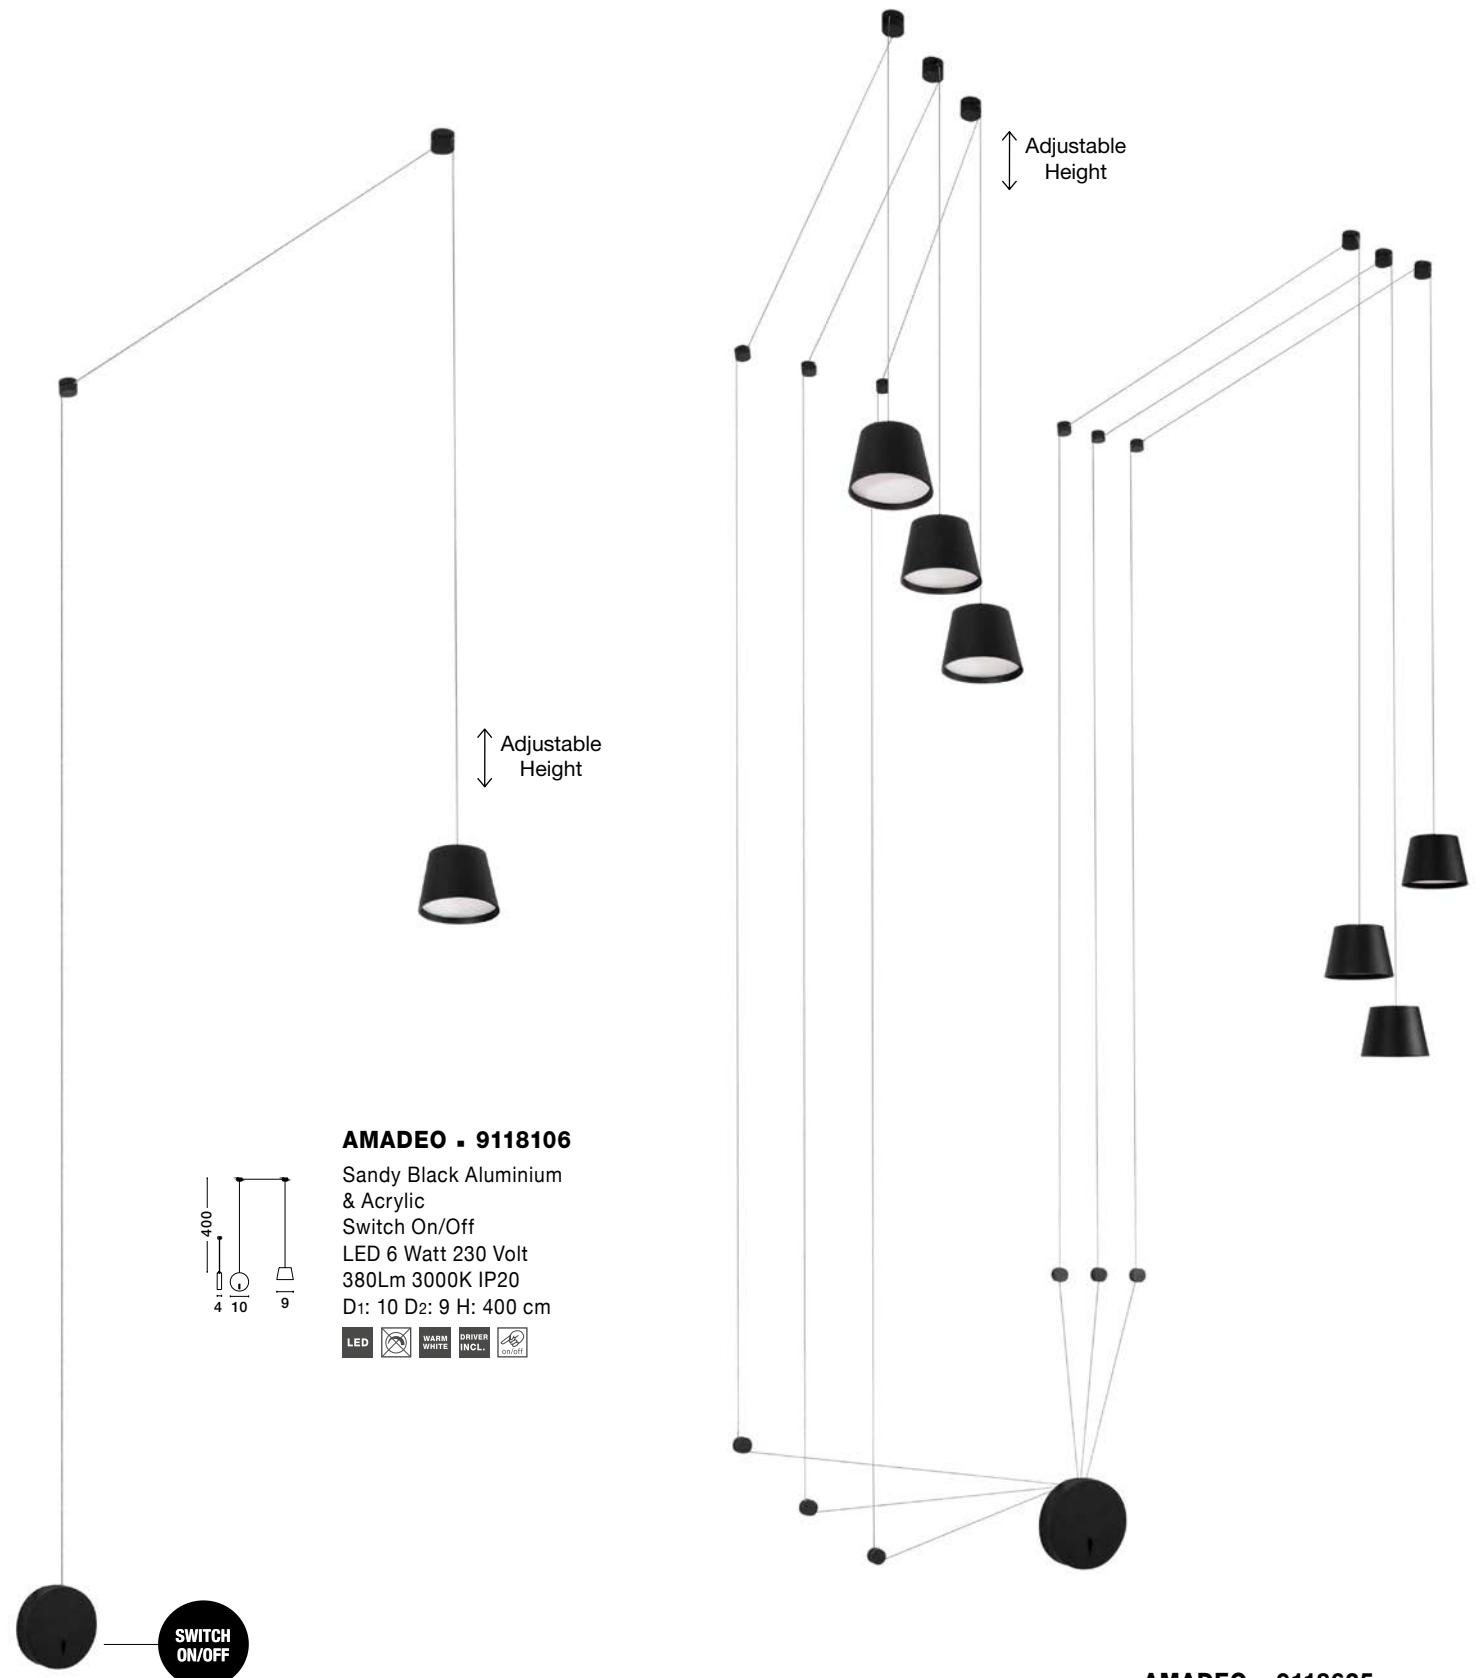 Adjustable
Height
Adjustable
Height
AMADEO ▪ 9118106
Sandy Black Aluminium
& Acrylic
Switch On/Off
LED 6 Watt 230 Volt
380Lm 3000K IP20
D1: 10 D2: 9 H: 400 cm
400
4 10 9
LED
WARM
WHITE
DRIVER
INCL.
on/off
SWITCH
ON/OFF